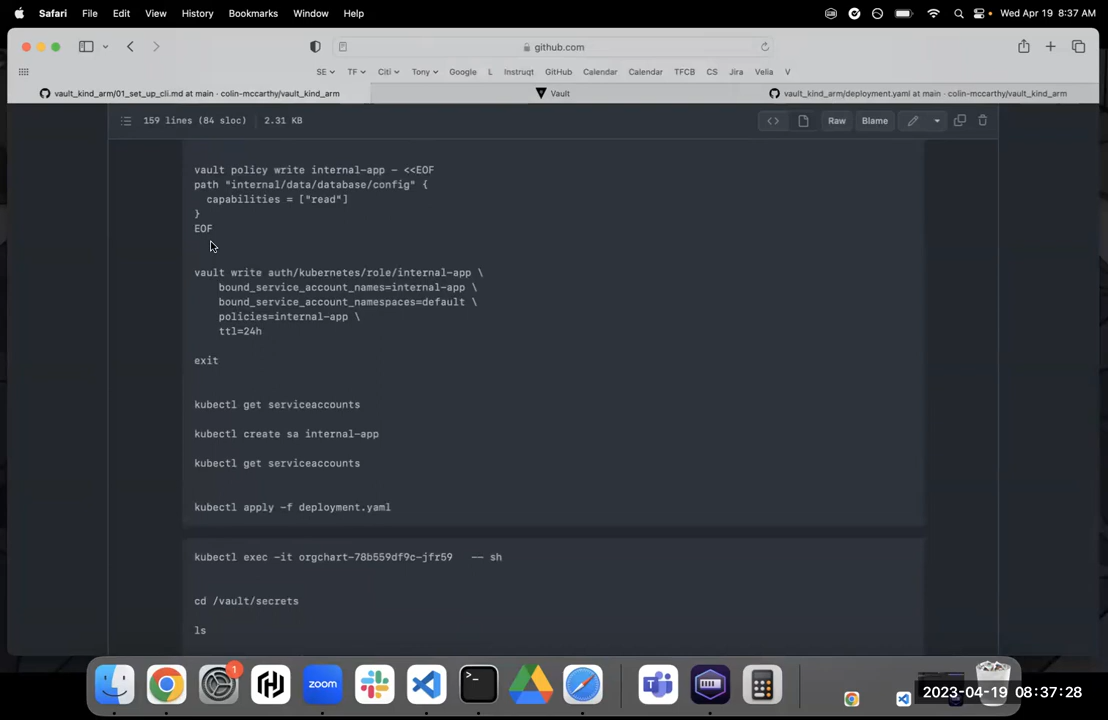 Safari File Edit View History Bookmarks Window Help Wed Apr 19 8:37 AM
github.com
SE TF Citi Tony Google L Instruqt GitHub Calendar Calendar TFCB CS Jira Velia V
vault_kind_arm/01_set_up_cli.md at main · colin-mccarthy/vault_kind_arm Vault vault_kind_arm/deployment.yaml at main · colin-mccarthy/vault_kind_arm
159 lines (84 sloc) 2.31 KB Raw Blame
vault policy write internal-app - <<EOF
path "internal/data/database/config" {
capabilities = ["read"]
}
EOF
vault write auth/kubernetes/role/internal-app \
bound_service_account_names=internal-app \
bound_service_account_namespaces=default \
policies=internal-app \
ttl=24h
exit
kubectl get serviceaccounts
kubectl create sa internal-app
kubectl get serviceaccounts
kubectl apply -f deployment.yaml
kubectl exec -it orgchart-78b559df9c-jfr59 -- sh
cd /vault/secrets
ls
1
zoom
2023-04-19 08:37:28